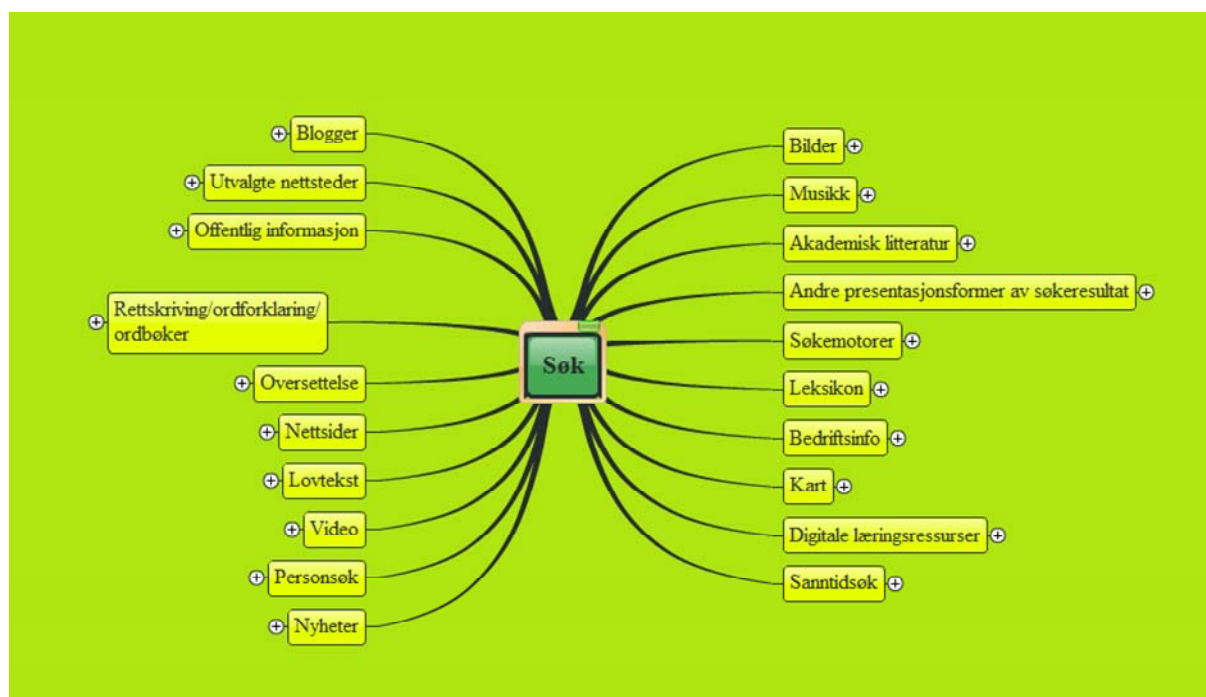 Blogger
Utvalgte nettsteder
Offentlig informasjon
Rettskriving/ordforklaring/
ordbøker
Oversettelse
Nettsider
Lovtekst
Video
Personsøk
Nyheter
Søk
Bilder
Musikk
Akademisk litteratur
Andre presentasjonsformer av søkeresultat
Søkemotorer
Leksikon
Bedriftsinfo
Kart
Digitale læringsressurser
Sanntidsøk